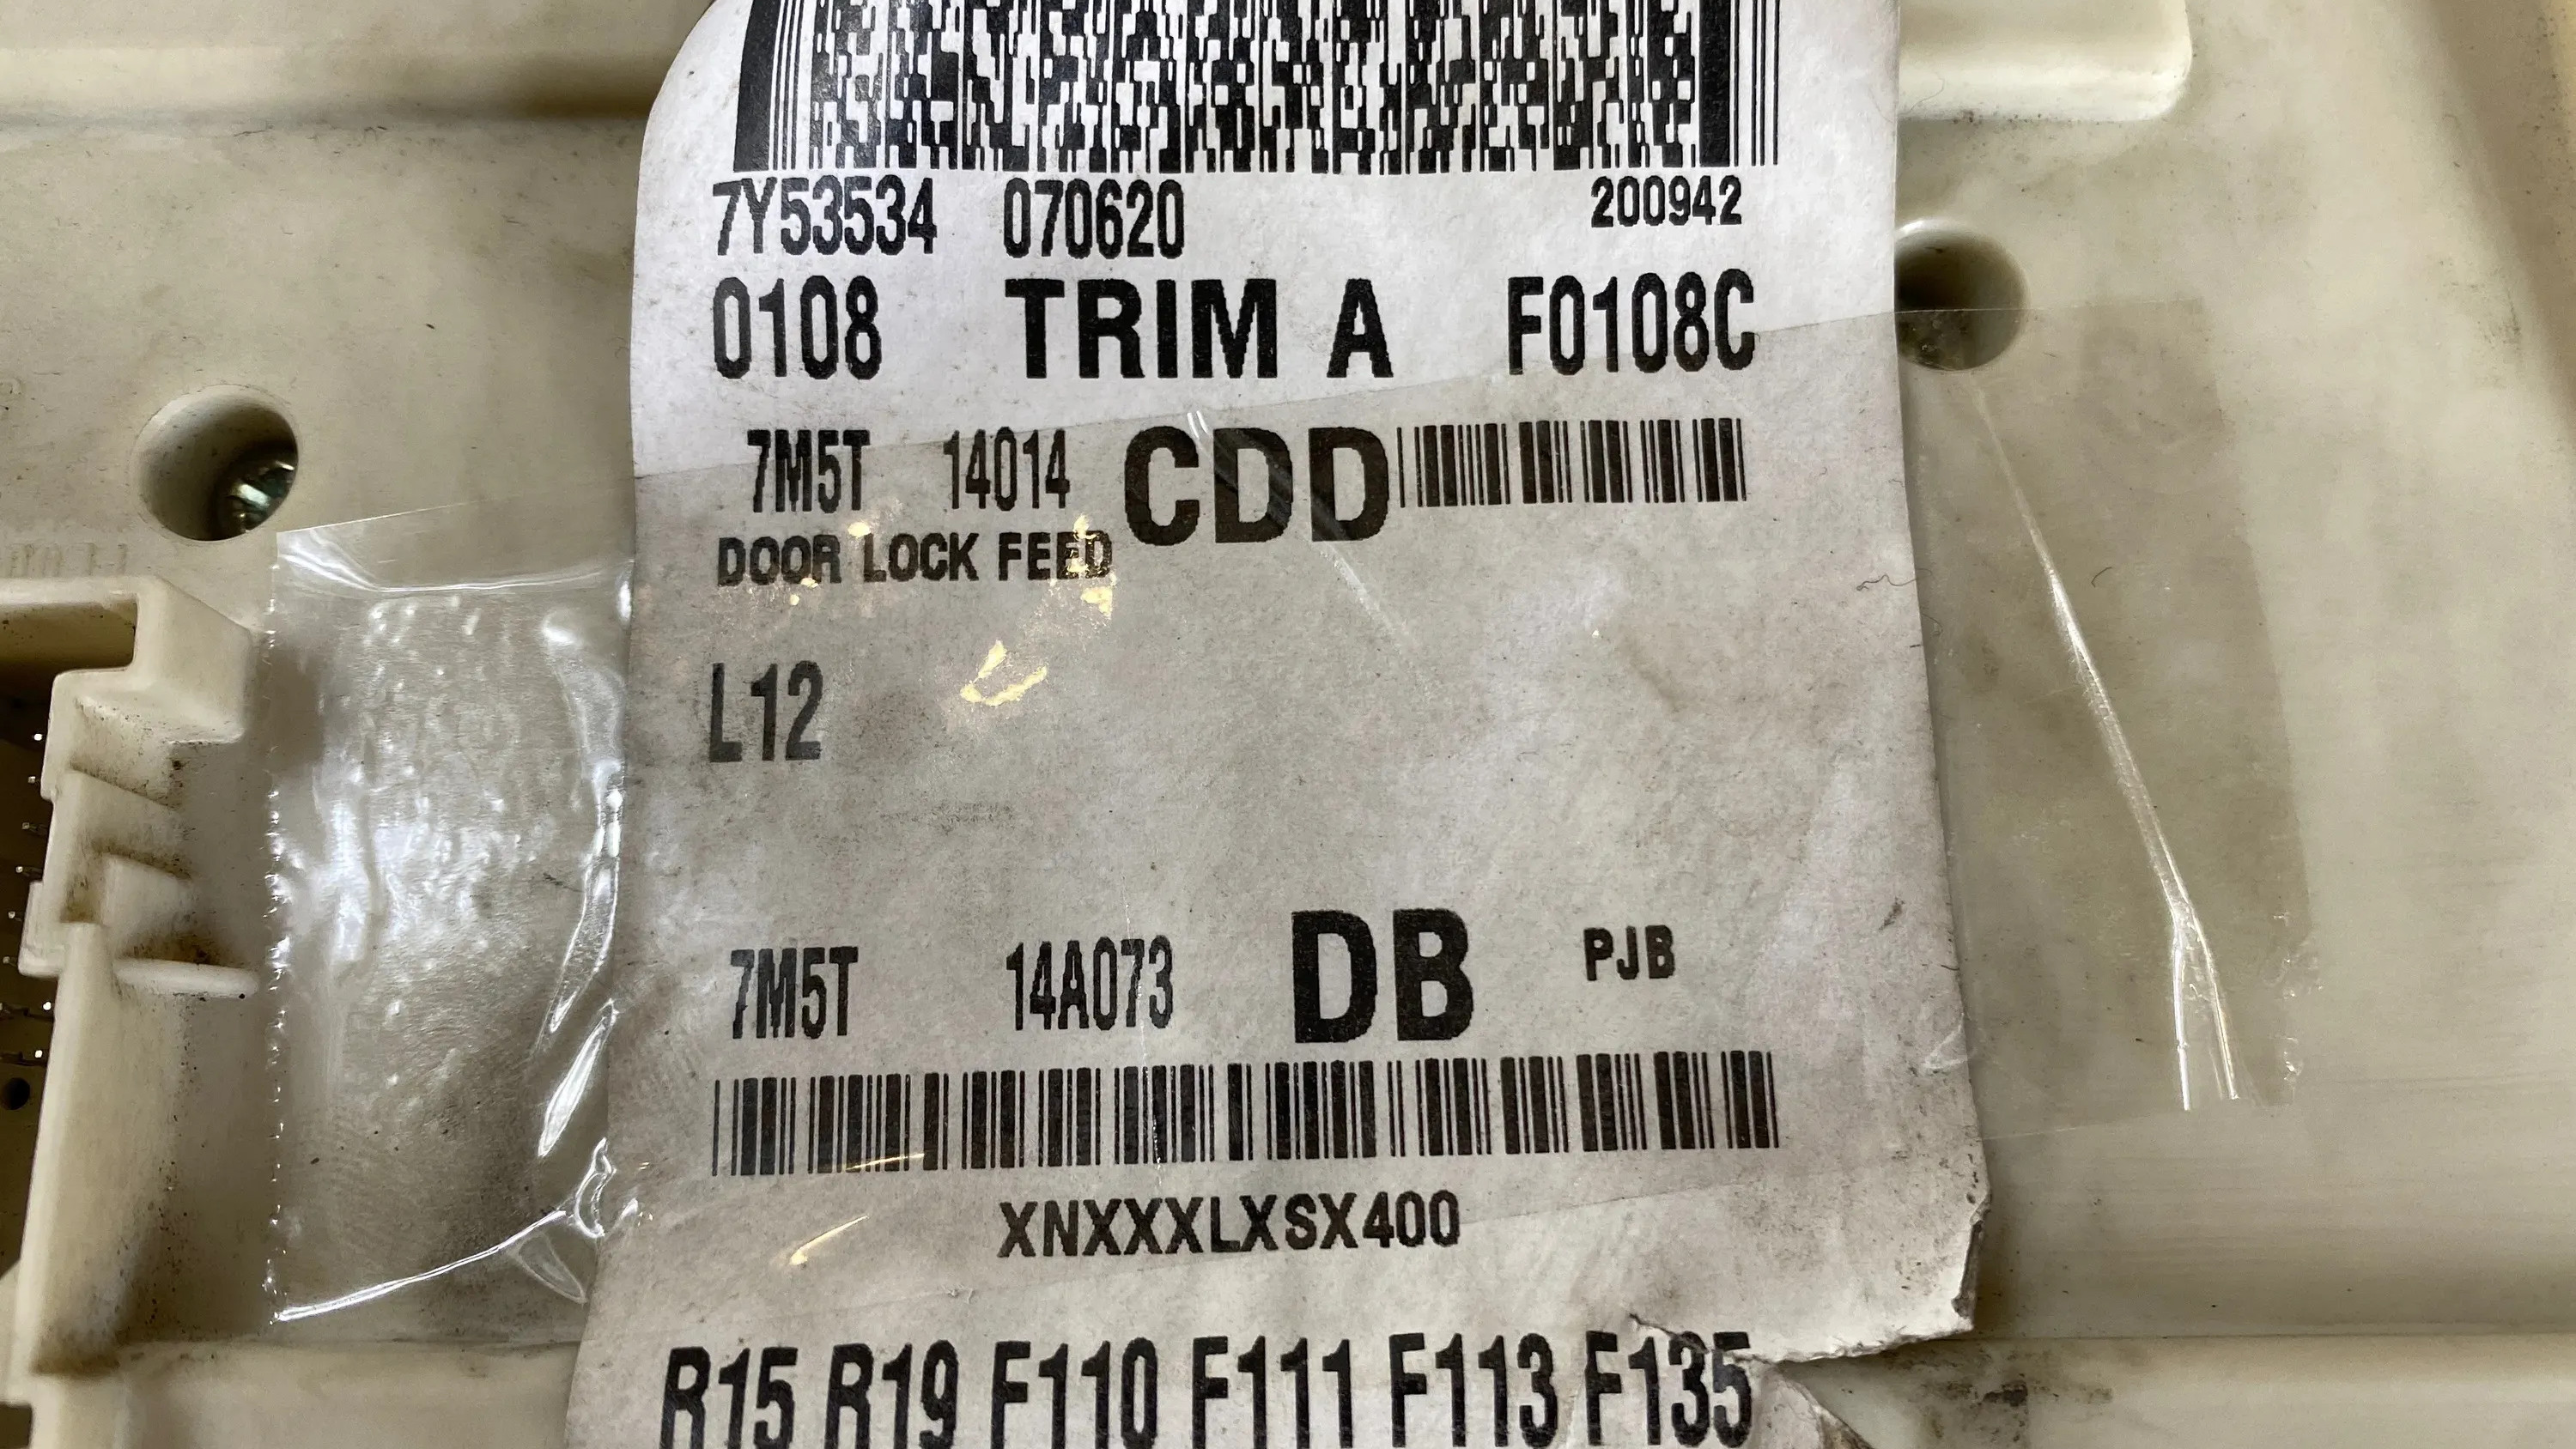 7Y53534 070620 200942
0108 TRIM A F0108C
7M5T 14014 CDD
DOOR LOCK FEED
L12
7M5T 14A073 DB PJB
XNXXXLXSX400
R15 R19 F110 F111 F113 F135